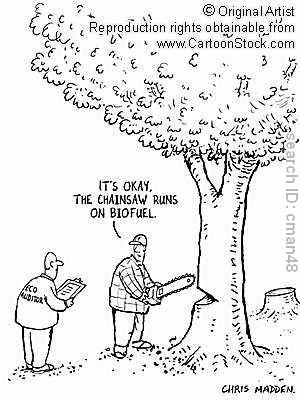 © Original Artist
Reproduction rights obtainable from
www.CartoonStock.com
IT'S OKAY,
THE CHAINSAW RUNS
ON BIOFUEL.
ECO
AUDITOR
search ID: cman48
CHRIS MADDEN.